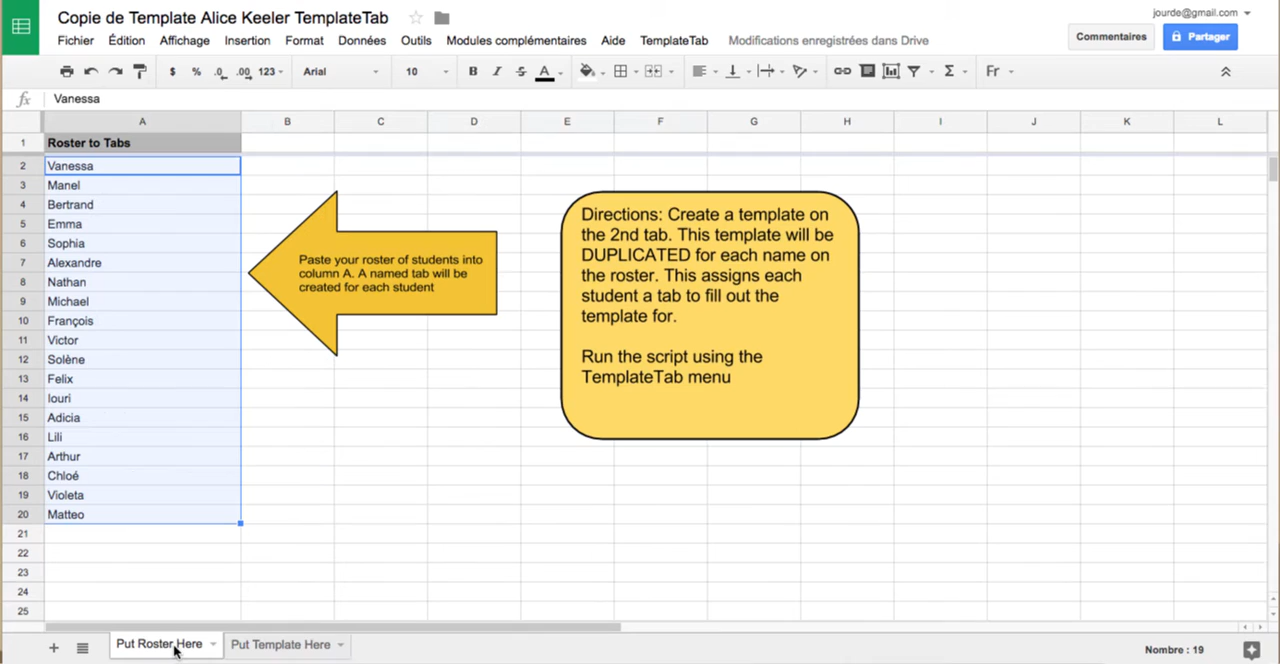 Copie de Template Alice Keeler TemplateTab
jourde@gmail.com
Fichier Édition Affichage Insertion Format Données Outils Modules complémentaires Aide TemplateTab Modifications enregistrées dans Drive
Commentaires
Partager
$ % .0 .00 123 Arial 10 B I S A Σ Fr
fx Vanessa
A B C D E F G H I J K L
1 Roster to Tabs
2 Vanessa
3 Manel
4 Bertrand
5 Emma
6 Sophia
7 Alexandre
8 Nathan
9 Michael
10 François
11 Victor
12 Solène
13 Felix
14 Iouri
15 Adicia
16 Lili
17 Arthur
18 Chloé
19 Violeta
20 Matteo
21
22
23
24
25
Paste your roster of students into
column A. A named tab will be
created for each student
Directions: Create a template on
the 2nd tab. This template will be
DUPLICATED for each name on
the roster. This assigns each
student a tab to fill out the
template for.
Run the script using the
TemplateTab menu
Put Roster Here
Put Template Here
Nombre : 19